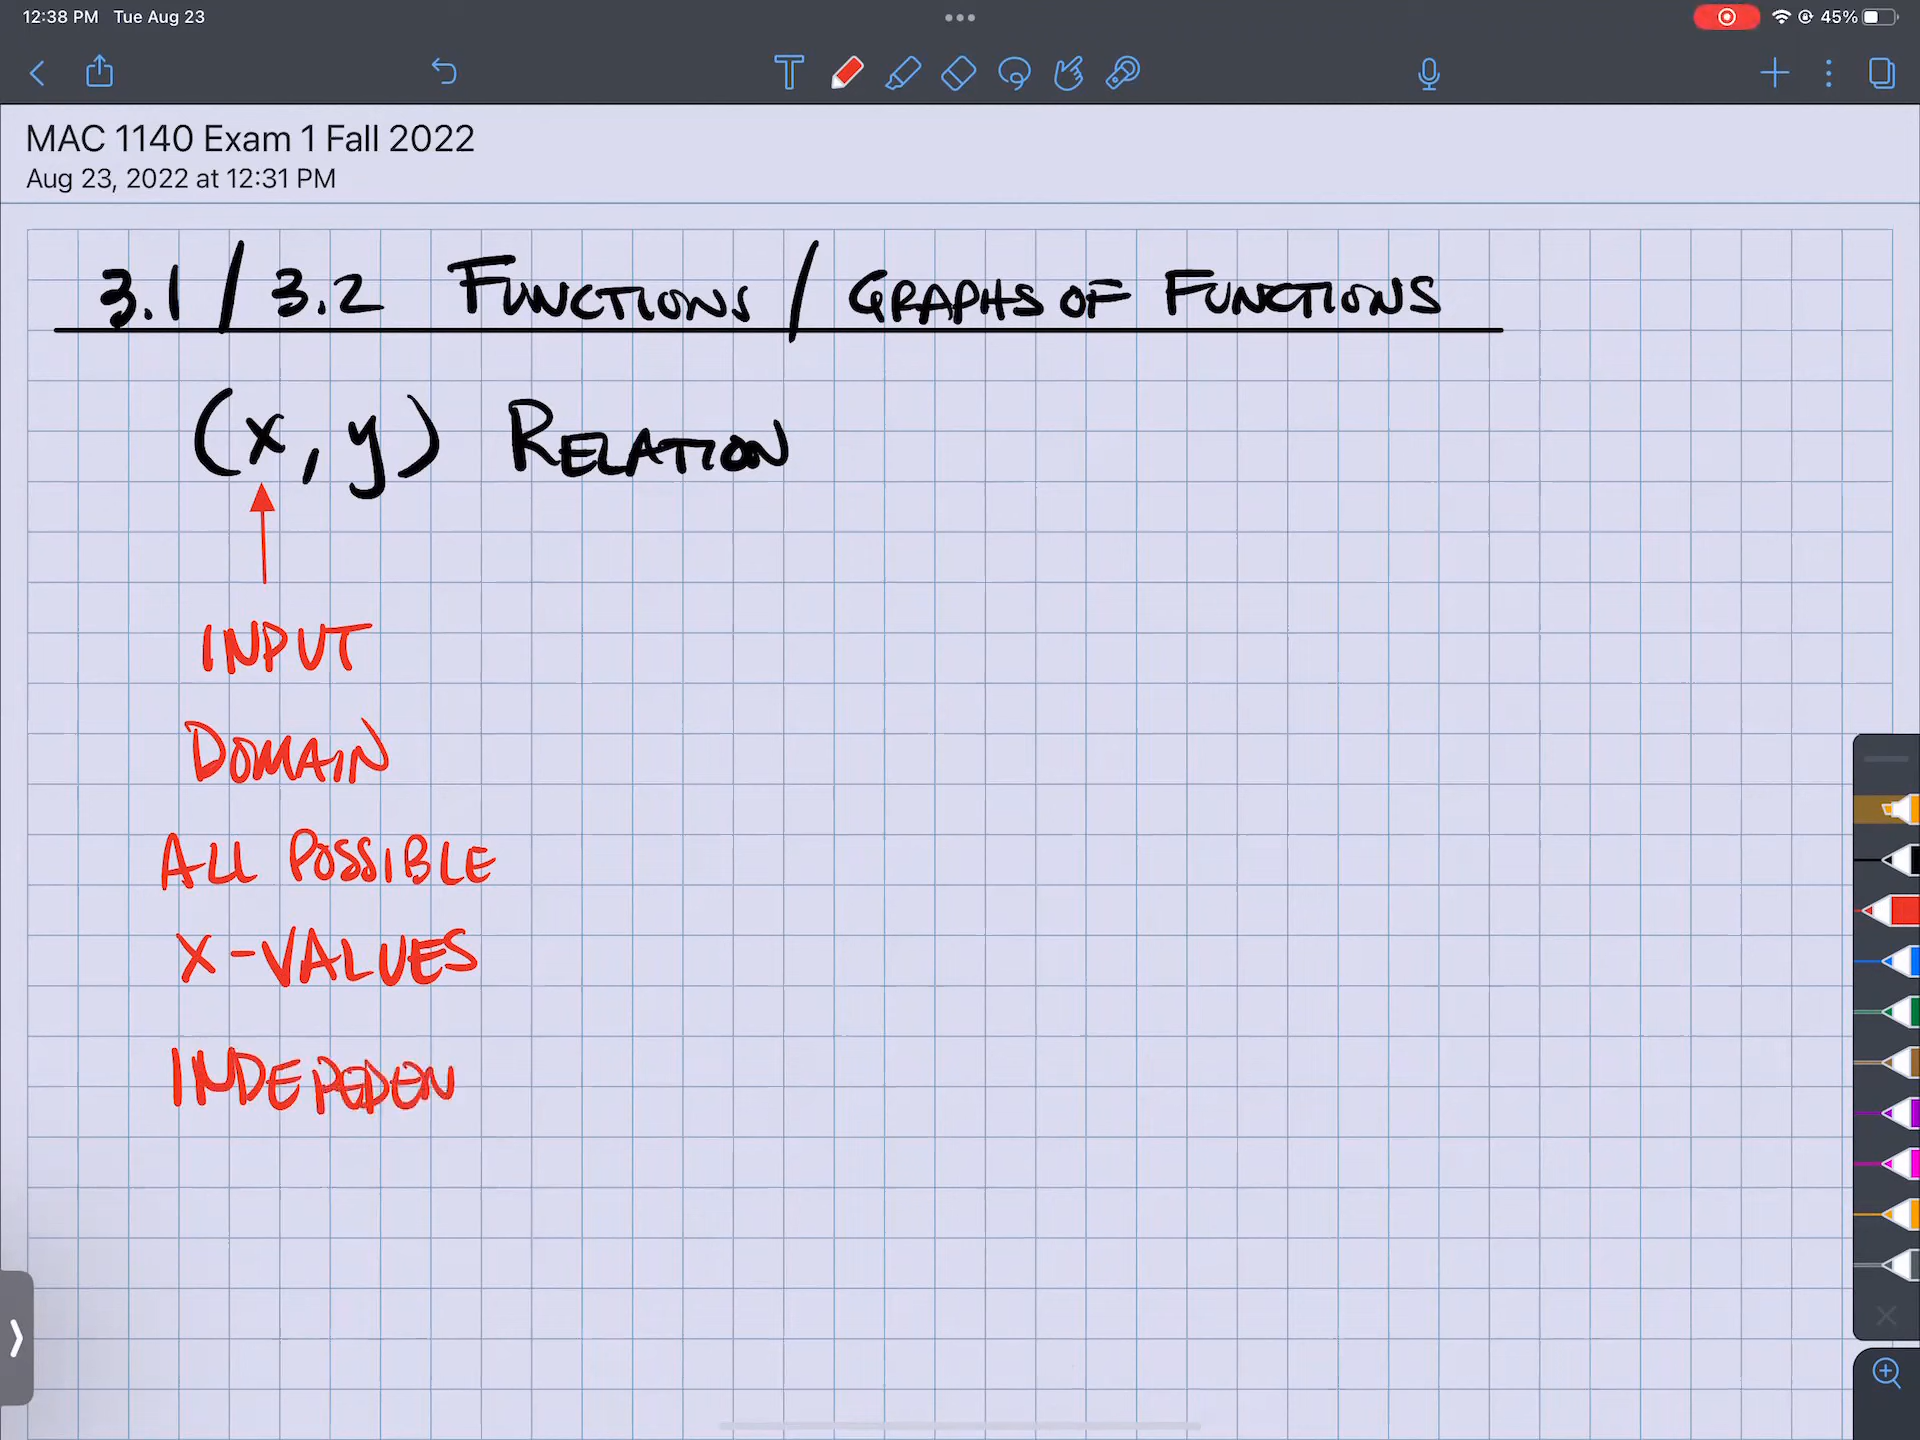 12:38 PM Tue Aug 23
45%
MAC 1140 Exam 1 Fall 2022
Aug 23, 2022 at 12:31 PM
3.1 / 3.2 FUNCTIONS / GRAPHS OF FUNCTIONS
(x, y) RELATION
INPUT
DOMAIN
ALL POSSIBLE
X-VALUES
INDEPEDEN